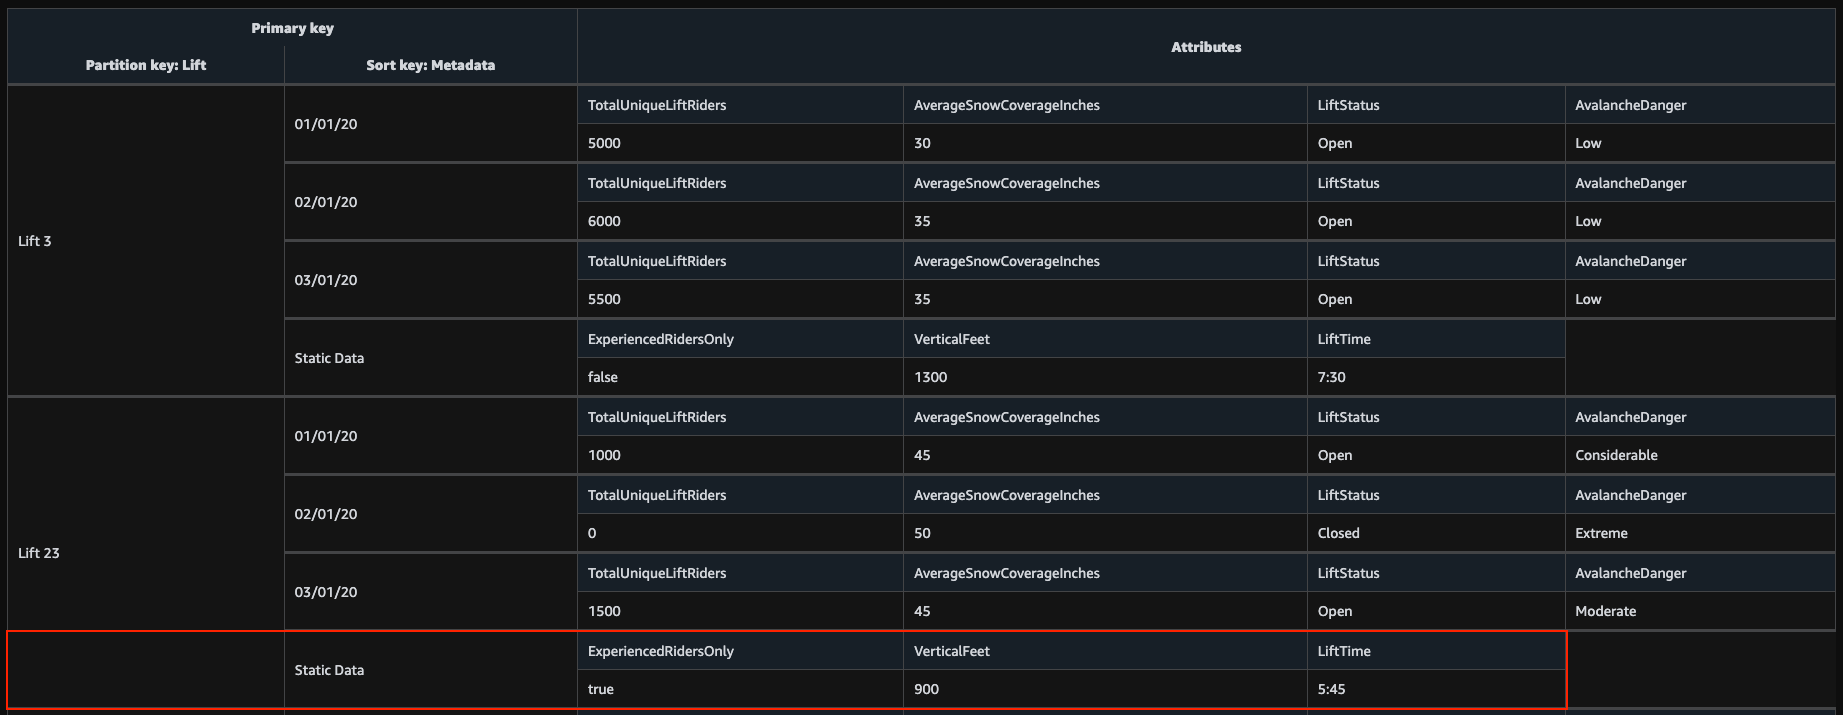 Primary key
Attributes
Partition key: Lift Sort key: Metadata
TotalUniqueLiftRiders AverageSnowCoverageInches LiftStatus AvalancheDanger
01/01/20
5000 30 Open Low
TotalUniqueLiftRiders AverageSnowCoverageInches LiftStatus AvalancheDanger
02/01/20
6000 35 Open Low
Lift 3
TotalUniqueLiftRiders AverageSnowCoverageInches LiftStatus AvalancheDanger
03/01/20
5500 35 Open Low
ExperiencedRidersOnly VerticalFeet LiftTime
Static Data
false 1300 7:30
TotalUniqueLiftRiders AverageSnowCoverageInches LiftStatus AvalancheDanger
01/01/20
1000 45 Open Considerable
TotalUniqueLiftRiders AverageSnowCoverageInches LiftStatus AvalancheDanger
02/01/20
0 50 Closed Extreme
Lift 23
TotalUniqueLiftRiders AverageSnowCoverageInches LiftStatus AvalancheDanger
03/01/20
1500 45 Open Moderate
ExperiencedRidersOnly VerticalFeet LiftTime
Static Data
true 900 5:45